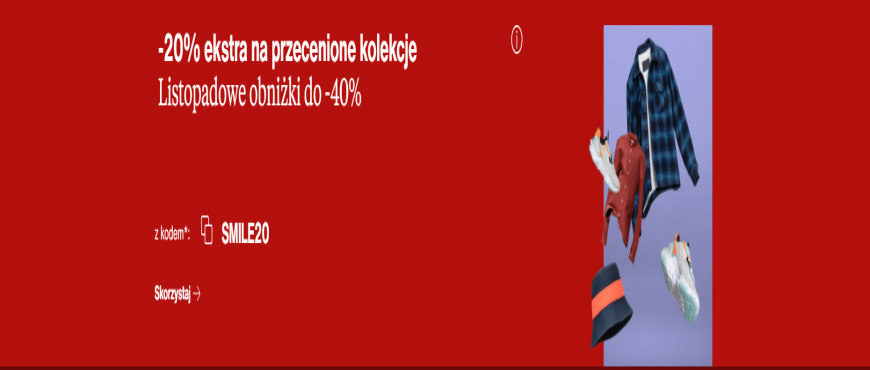 -20% ekstra na przecenione kolekcje
Listopadowe obniżki do -40%
z kodem*: SMILE20
Skorzystaj →